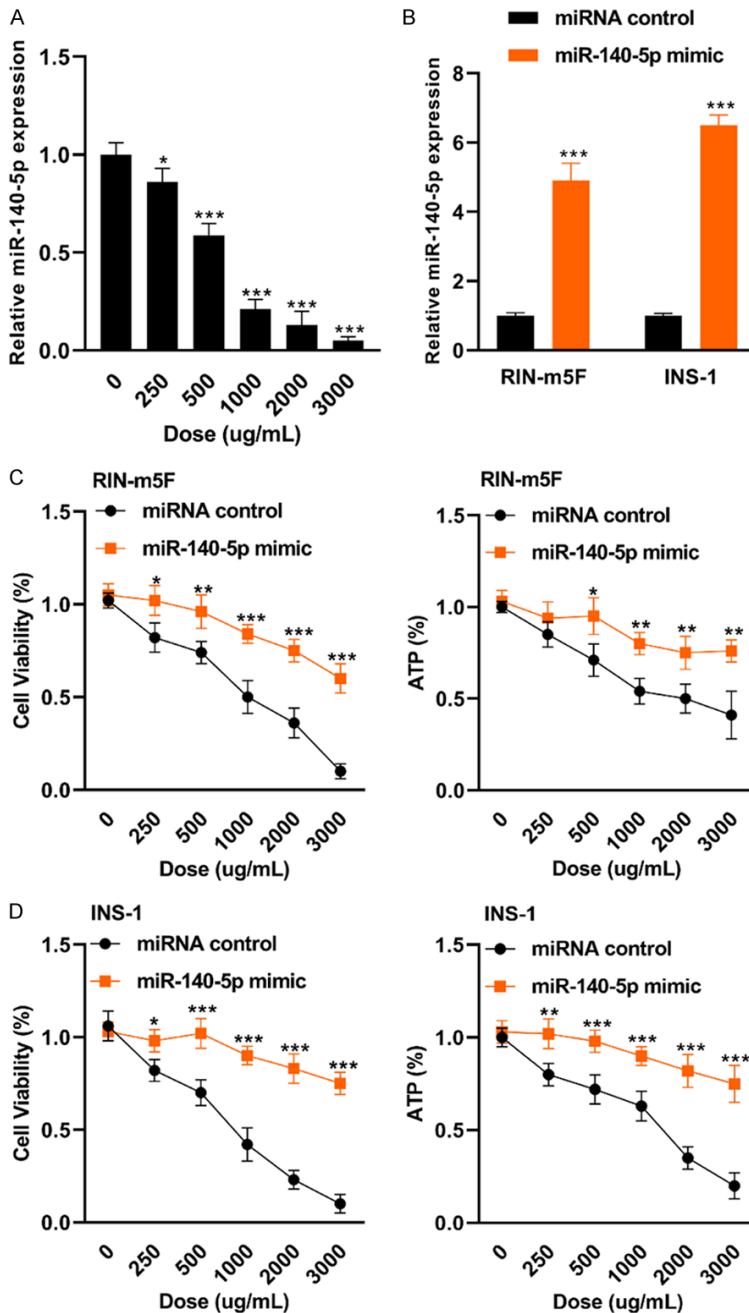 A
Relative miR-140-5p expression
1.5
1.0
0.5
0.0
*
***
***
***
***
0
250
500
1000
2000
3000
Dose (ug/mL)
B
miRNA control
miR-140-5p mimic
Relative miR-140-5p expression
8
6
4
2
0
***
***
RIN-m5F
INS-1
C
RIN-m5F
miRNA control
miR-140-5p mimic
Cell Viability (%)
1.5
1.0
0.5
0.0
*
**
***
***
***
0
250
500
1000
2000
3000
Dose (ug/mL)
RIN-m5F
miRNA control
miR-140-5p mimic
ATP (%)
1.5
1.0
0.5
0.0
*
**
**
**
0
250
500
1000
2000
3000
Dose (ug/mL)
D
INS-1
miRNA control
miR-140-5p mimic
Cell Viability (%)
1.5
1.0
0.5
0.0
*
***
***
***
***
0
250
500
1000
2000
3000
Dose (ug/mL)
INS-1
miRNA control
miR-140-5p mimic
ATP (%)
1.5
1.0
0.5
0.0
**
***
***
***
***
0
250
500
1000
2000
3000
Dose (ug/mL)